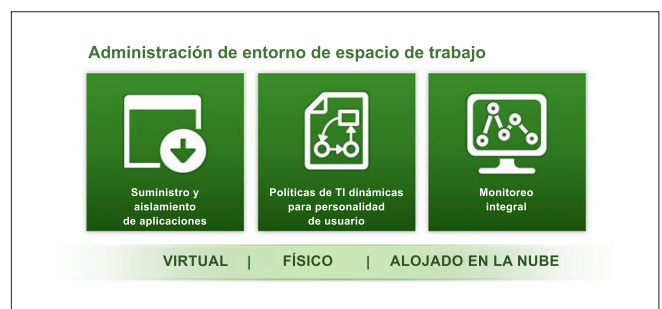 Administración de entorno de espacio de trabajo
Suministro y
aislamiento
de aplicaciones
Políticas de TI dinámicas
para personalidad
de usuario
Monitoreo
integral
VIRTUAL | FÍSICO | ALOJADO EN LA NUBE